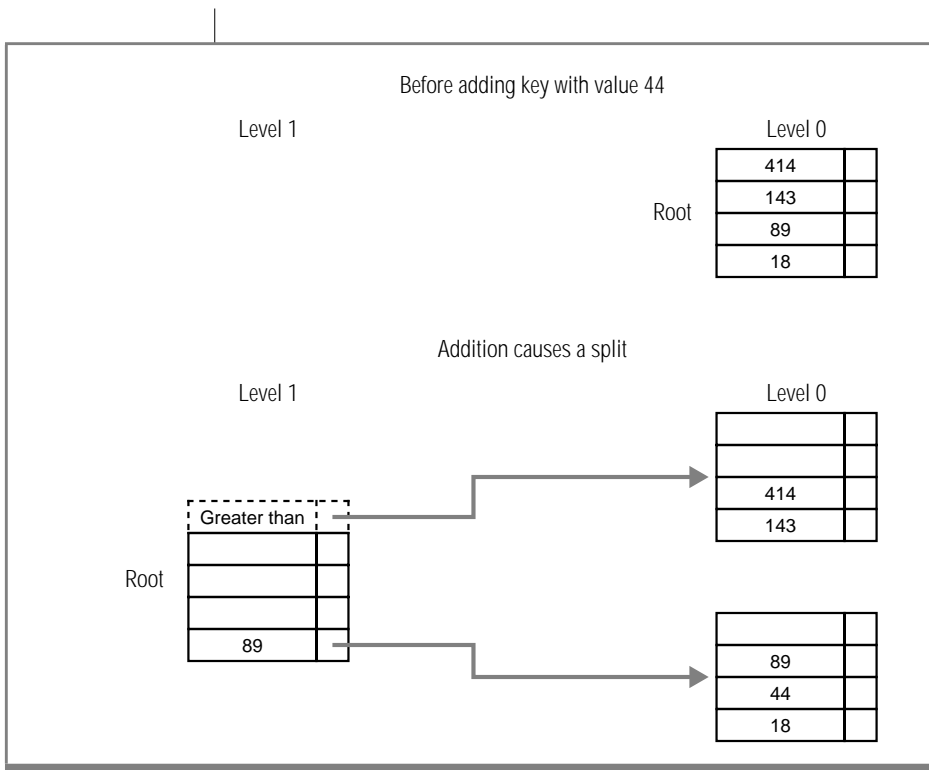 Before adding key with value 44
Level 1
Level 0
414
143
Root
89
18
Addition causes a split
Level 1
Level 0
414
Greater than
143
Root
89
89
44
18